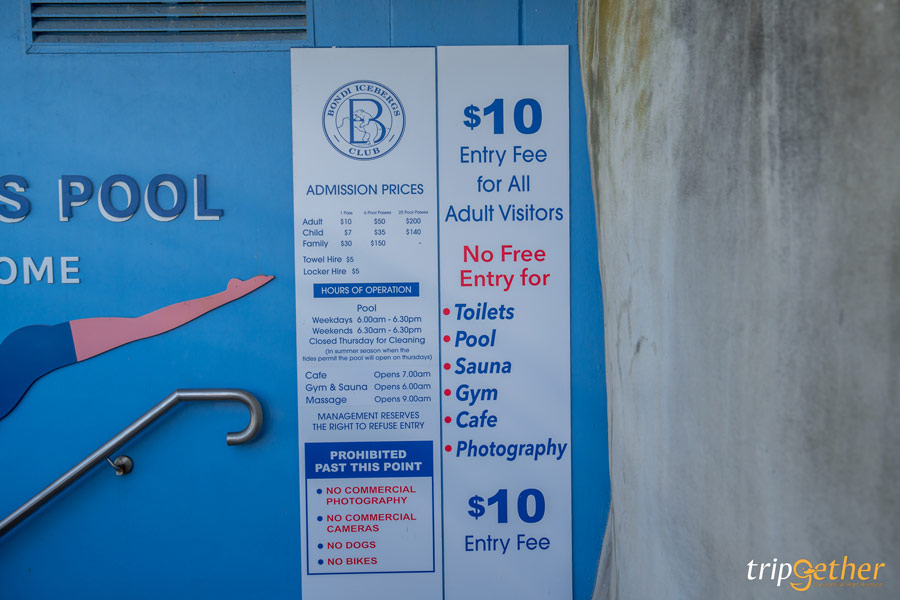 S POOL
OME
BONDI ICEBERGS
B
CLUB
ADMISSION PRICES
1 Pass 6 Pool Passes 20 Pool Passes
Adult $10 $50 $200
Child $7 $35 $140
Family $30 $150 -
Towel Hire $5
Locker Hire $5
HOURS OF OPERATION
Pool
Weekdays 6.00am - 6.30pm
Weekends 6.30am - 6.30pm
Closed Thursday for Cleaning
(In summer season when the
tides permit the pool will open on thursdays)
Cafe Opens 7.00am
Gym & Sauna Opens 6.00am
Massage Opens 9.00am
MANAGEMENT RESERVES
THE RIGHT TO REFUSE ENTRY
PROHIBITED
PAST THIS POINT
• NO COMMERCIAL
PHOTOGRAPHY
• NO COMMERCIAL
CAMERAS
• NO DOGS
• NO BIKES
$10
Entry Fee
for All
Adult Visitors
No Free
Entry for
• Toilets
• Pool
• Sauna
• Gym
• Cafe
• Photography
$10
Entry Fee
tripgether